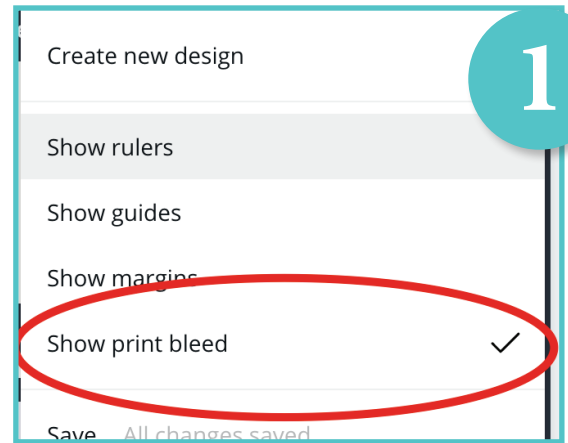 Create new design
1
Show rulers
Show guides
Show margins
Show print bleed
Save All changes saved